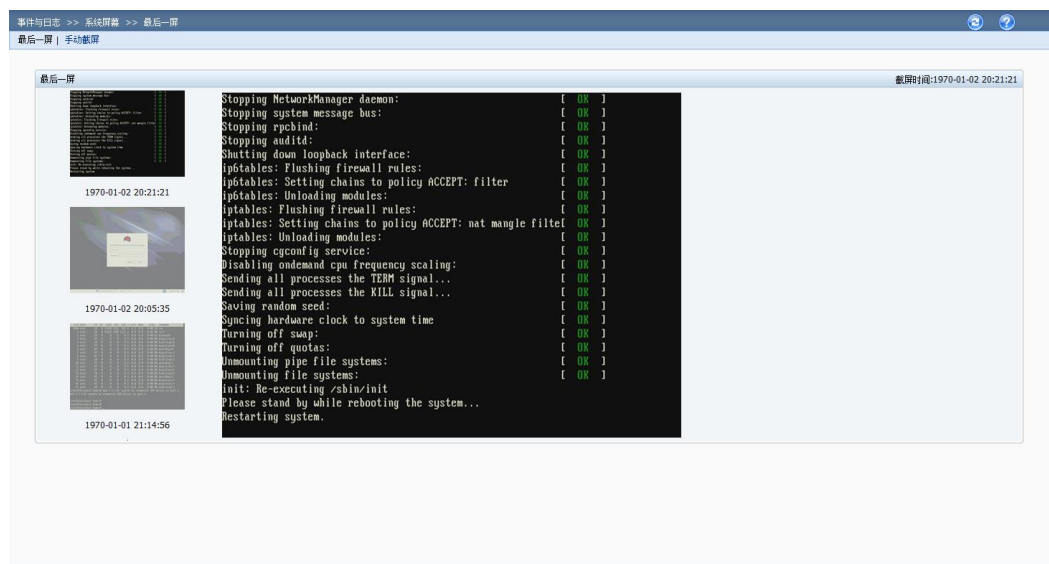 事件与日志 >> 系统屏幕 >> 最后一屏
最后一屏 | 手动截屏
最后一屏
截屏时间:1970-01-02 20:21:21
1970-01-02 20:21:21
1970-01-02 20:05:35
1970-01-01 21:14:56
Stopping NetworkManager daemon: [ OK ]
Stopping system message bus: [ OK ]
Stopping rpcbind: [ OK ]
Stopping auditd: [ OK ]
Shutting down loopback interface: [ OK ]
ip6tables: Flushing firewall rules: [ OK ]
ip6tables: Setting chains to policy ACCEPT: filter [ OK ]
ip6tables: Unloading modules: [ OK ]
iptables: Flushing firewall rules: [ OK ]
iptables: Setting chains to policy ACCEPT: nat mangle filte[ OK ]
iptables: Unloading modules: [ OK ]
Stopping cgconfig service: [ OK ]
Disabling ondemand cpu frequency scaling: [ OK ]
Sending all processes the TERM signal... [ OK ]
Sending all processes the KILL signal... [ OK ]
Saving random seed: [ OK ]
Syncing hardware clock to system time [ OK ]
Turning off swap: [ OK ]
Turning off quotas: [ OK ]
Unmounting pipe file systems: [ OK ]
Unmounting file systems: [ OK ]
init: Re-executing /sbin/init
Please stand by while rebooting the system...
Restarting system.